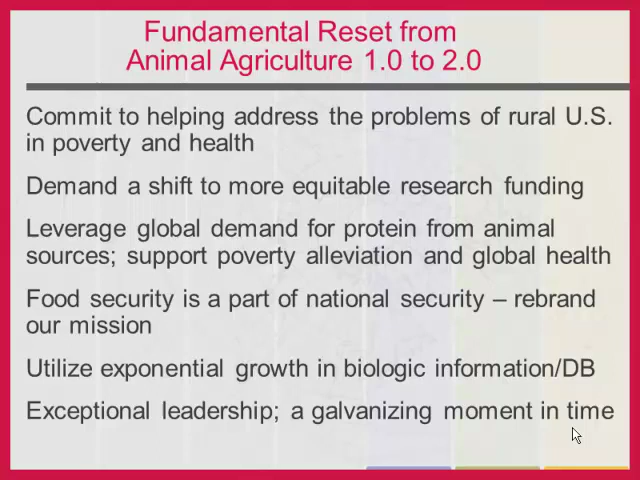 Fundamental Reset from
Animal Agriculture 1.0 to 2.0
Commit to helping address the problems of rural U.S.
in poverty and health
Demand a shift to more equitable research funding
Leverage global demand for protein from animal
sources; support poverty alleviation and global health
Food security is a part of national security – rebrand
our mission
Utilize exponential growth in biologic information/DB
Exceptional leadership; a galvanizing moment in time